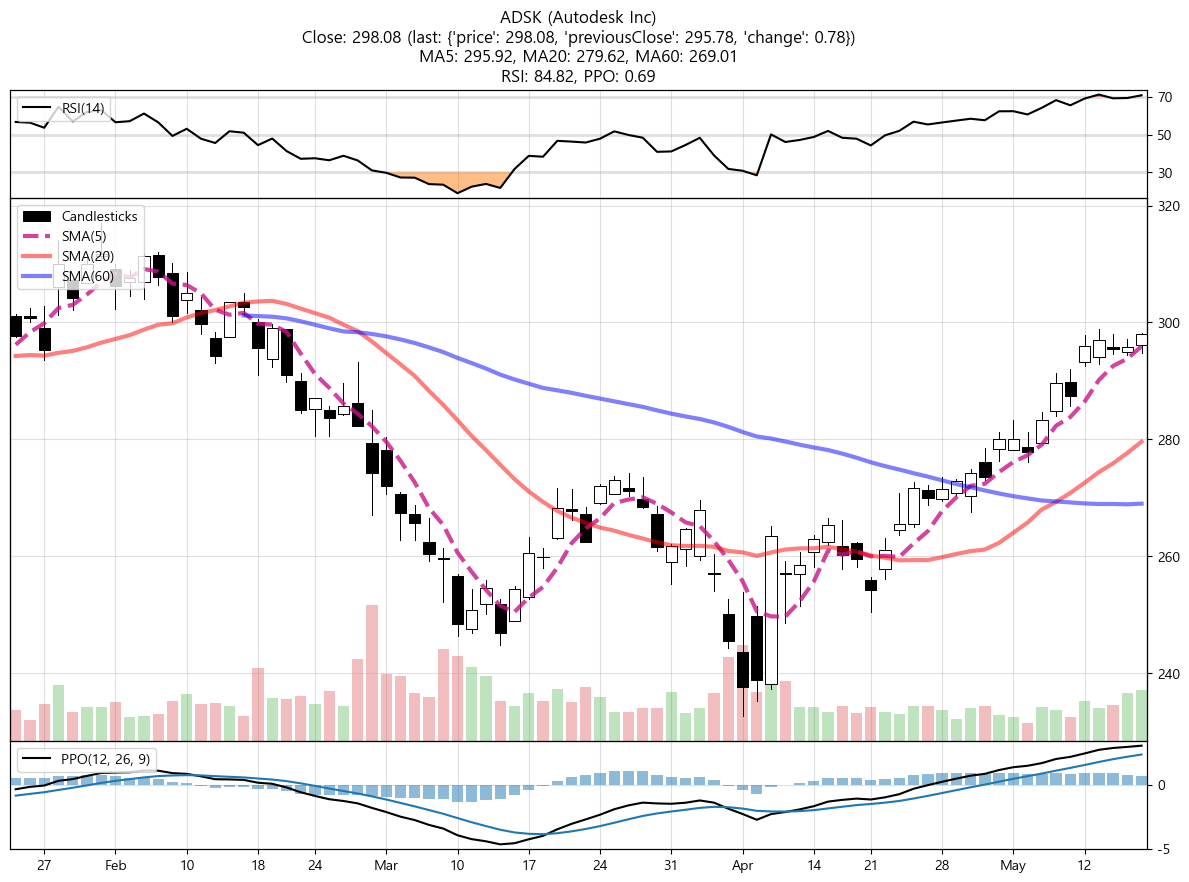 ADSK (Autodesk Inc)
Close: 298.08 (last: {'price': 298.08, 'previousClose': 295.78, 'change': 0.78})
MA5: 295.92, MA20: 279.62, MA60: 269.01
RSI: 84.82, PPO: 0.69
RSI(14)
70
50
30
Candlesticks
SMA(5)
SMA(20)
SMA(60)
320
300
280
260
240
PPO(12, 26, 9)
0
-5
27 Feb 10 18 24 Mar 10 17 24 31 Apr 14 21 28 May 12